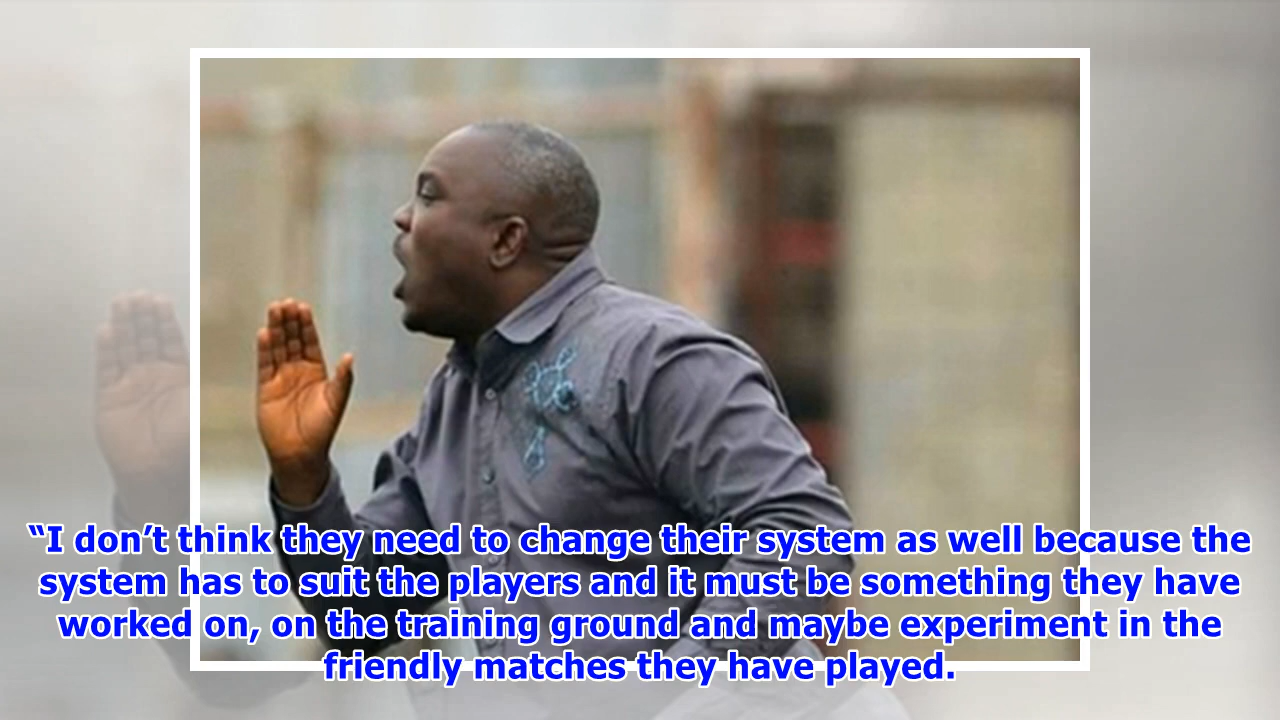 “I don’t think they need to change their system as well because the
system has to suit the players and it must be something they have
worked on, on the training ground and maybe experiment in the
friendly matches they have played.